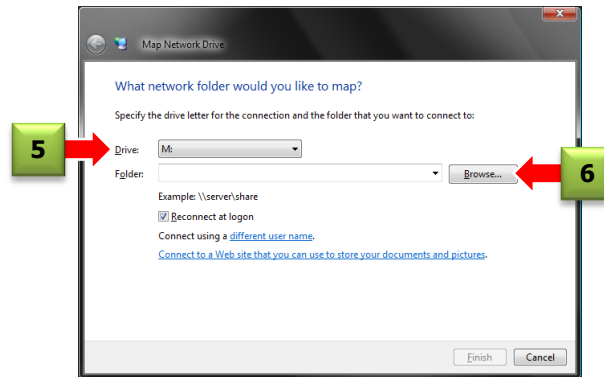 Map Network Drive
What network folder would you like to map?
Specify the drive letter for the connection and the folder that you want to connect to:
5
Drive: M:
Folder: Browse...
6
Example: \\server\share
Reconnect at logon
Connect using a different user name.
Connect to a Web site that you can use to store your documents and pictures.
Finish Cancel